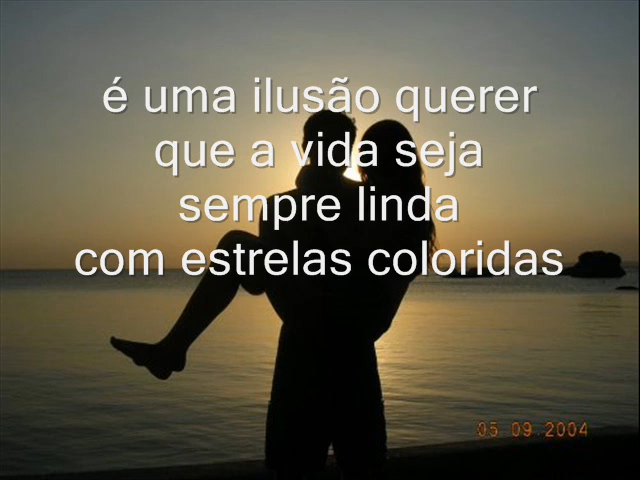 é uma ilusão querer
que a vida seja
sempre linda
com estrelas coloridas
05 09 2004